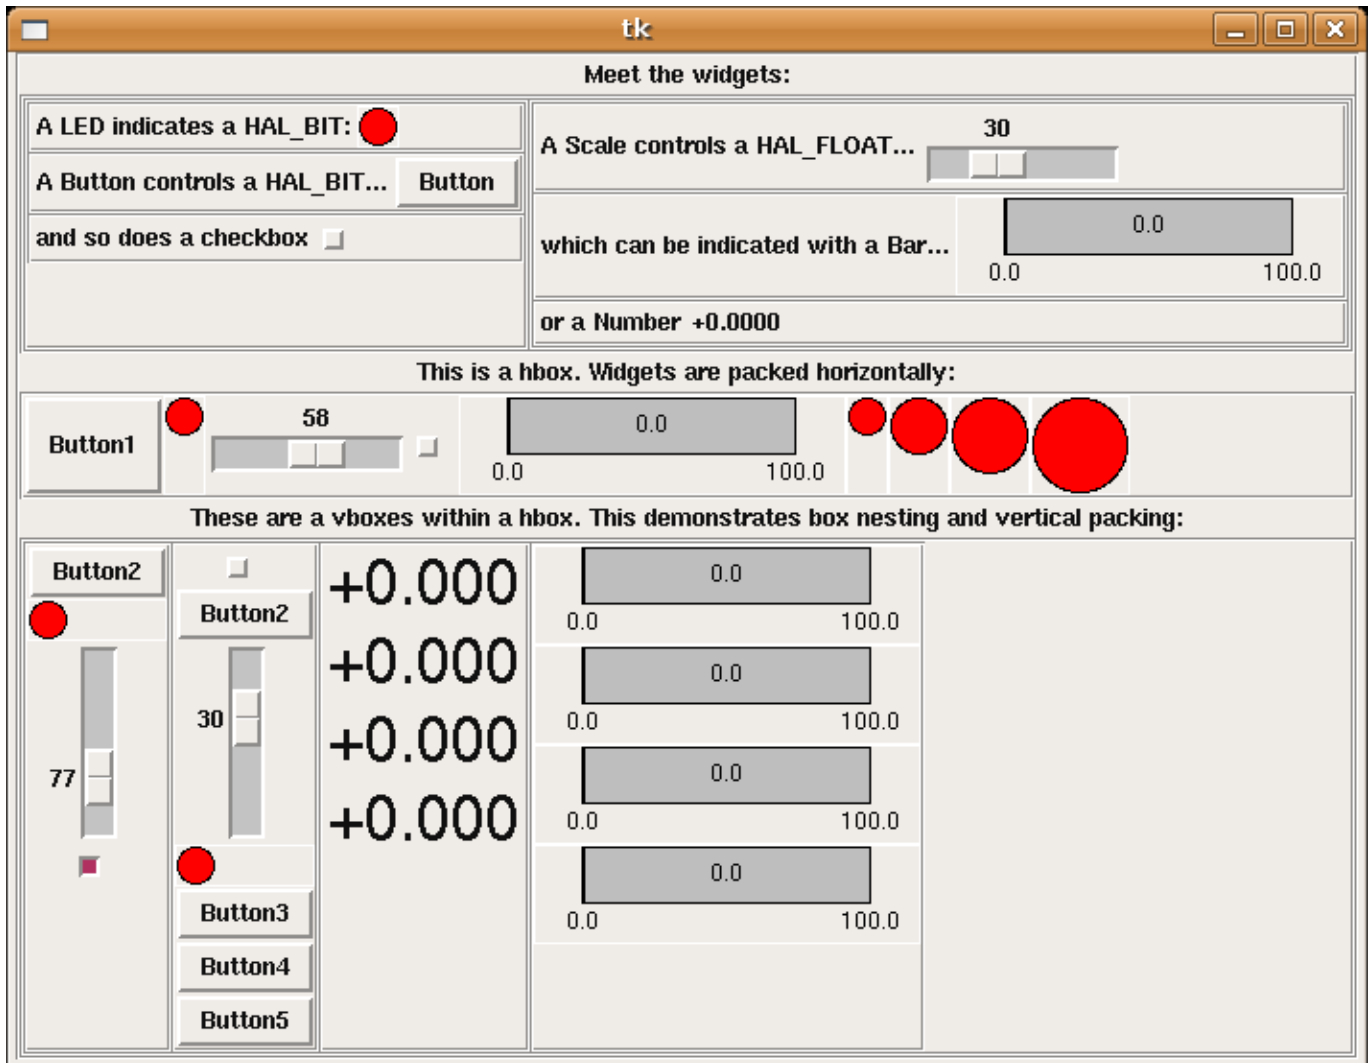 tk
Meet the widgets:
A LED indicates a HAL_BIT:
A Button controls a HAL_BIT... Button
and so does a checkbox
A Scale controls a HAL_FLOAT... 30
which can be indicated with a Bar... 0.0
0.0 100.0
or a Number +0.0000
This is a hbox. Widgets are packed horizontally:
Button1 58 0.0
0.0 100.0
These are a vboxes within a hbox. This demonstrates box nesting and vertical packing:
Button2
77
Button2
30
Button3
Button4
Button5
+0.000
+0.000
+0.000
+0.000
0.0
0.0 100.0
0.0
0.0 100.0
0.0
0.0 100.0
0.0
0.0 100.0